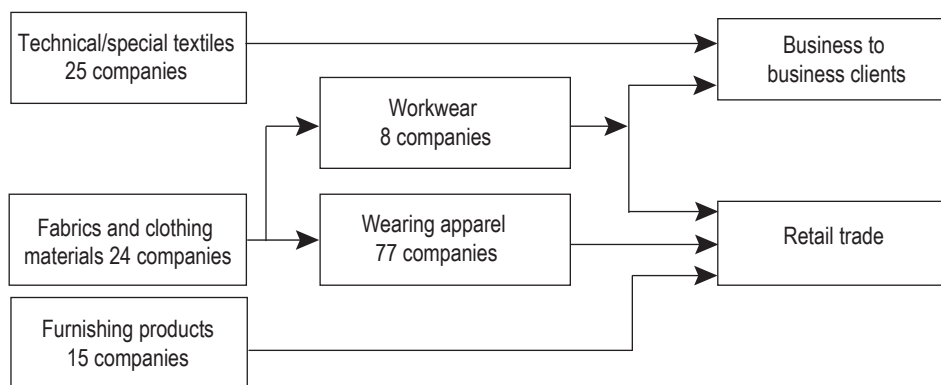 Technical/special textiles
25 companies
Business to
business clients
Workwear
8 companies
Fabrics and clothing
materials 24 companies
Wearing apparel
77 companies
Retail trade
Furnishing products
15 companies